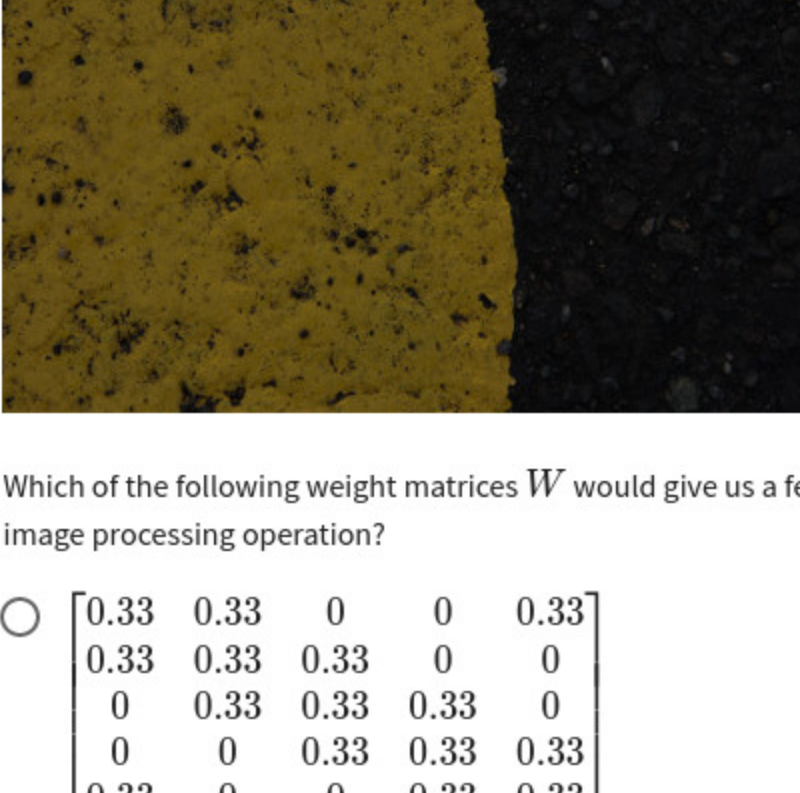 Which of the following weight matrices W would give us a
image processing operation?
0.33 0.33 0 0 0.33
0.33 0.33 0.33 0 0
0 0.33 0.33 0.33 0
0 0 0.33 0.33 0.33